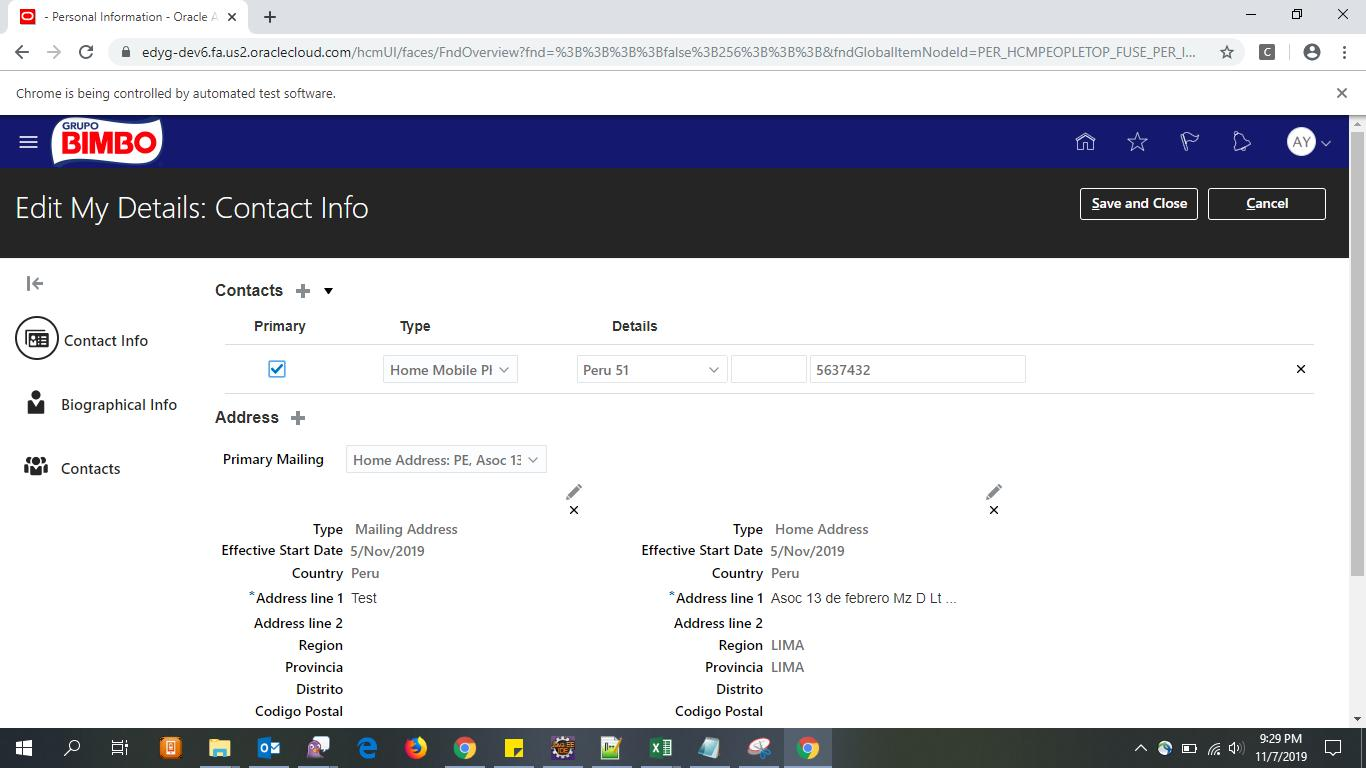 - Personal Information - Oracle A
edyg-dev6.fa.us2.oraclecloud.com/hcmUI/faces/FndOverview?fnd=%3B%3B%3B%3Bfalse%3B256%3B%3B%3B&fndGlobalItemNodeId=PER_HCMPEOPLETOP_FUSE_PER_I...
C
Chrome is being controlled by automated test software.
GRUPO
BIMBO
AY
Edit My Details: Contact Info
Save and Close
Cancel
Contacts
Primary Type Details
Contact Info
Home Mobile Pl
Peru 51
5637432
Biographical Info
Address
Primary Mailing
Home Address: PE, Asoc 13
Contacts
Type Mailing Address
Effective Start Date 5/Nov/2019
Country Peru
*Address line 1 Test
Address line 2
Region
Provincia
Distrito
Codigo Postal
Type Home Address
Effective Start Date 5/Nov/2019
Country Peru
*Address line 1 Asoc 13 de febrero Mz D Lt ...
Address line 2
Region LIMA
Provincia LIMA
Distrito
Codigo Postal
9:29 PM
11/7/2019